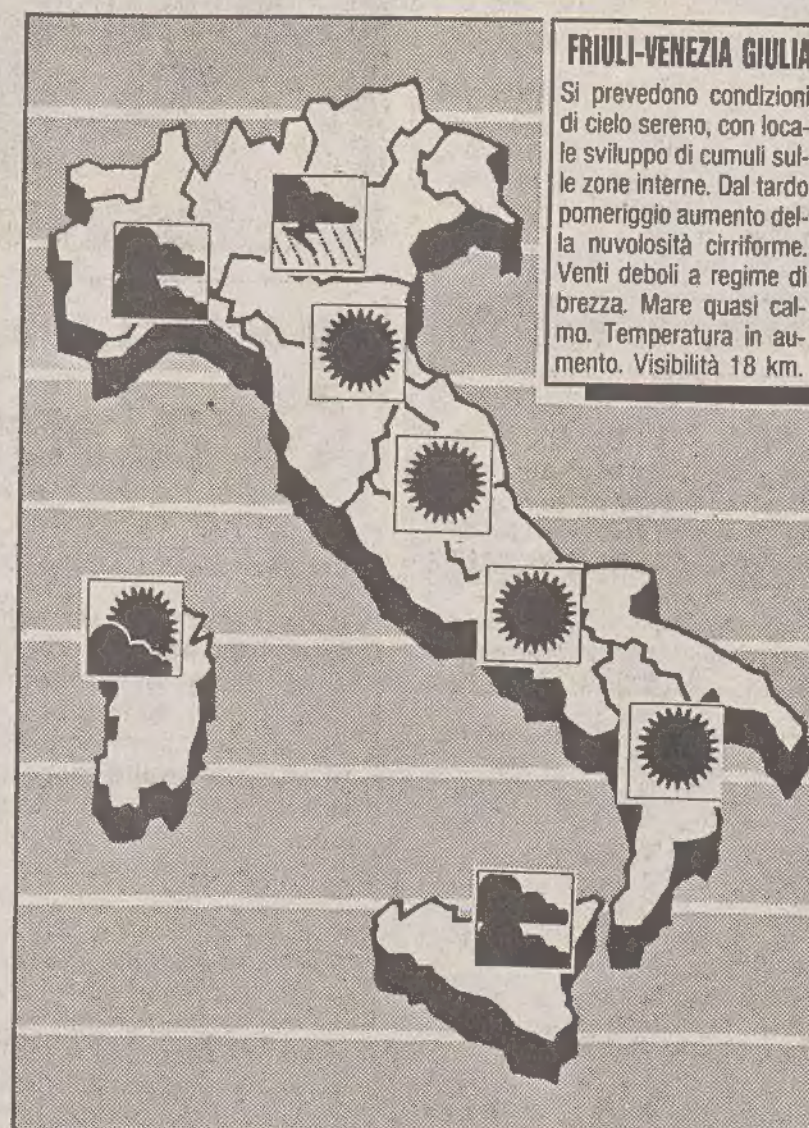 FRIULI-VENEZIA GIULIA
Si prevedono condizioni
di cielo sereno, con loca-
le sviluppo di cumuli sul-
le zone interne. Dal tardo
pomeriggio aumento del-
la nuvolosità cirriforme.
Venti deboli a regime di
brezza. Mare quasi cal-
mo. Temperatura in au-
mento. Visibilità 18 km.